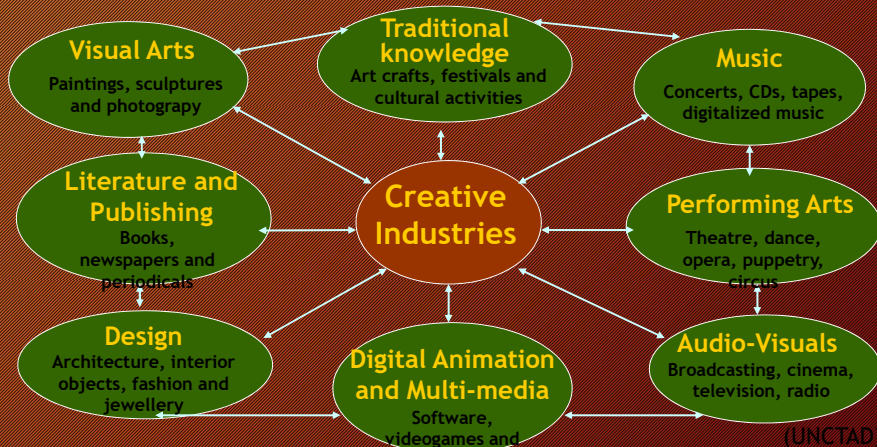 Visual Arts
Paintings, sculptures
and photograpy
Traditional
knowledge
Art crafts, festivals and
cultural activities
Music
Concerts, CDs, tapes,
digitalized music
Literature and
Publishing
Books,
newspapers and
periodicals
Creative
Industries
Performing Arts
Theatre, dance,
opera, puppetry,
circus
Design
Architecture, interior
objects, fashion and
jewellery
Digital Animation
and Multi-media
Software,
videogames and
Audio-Visuals
Broadcasting, cinema,
television, radio
(UNCTAD